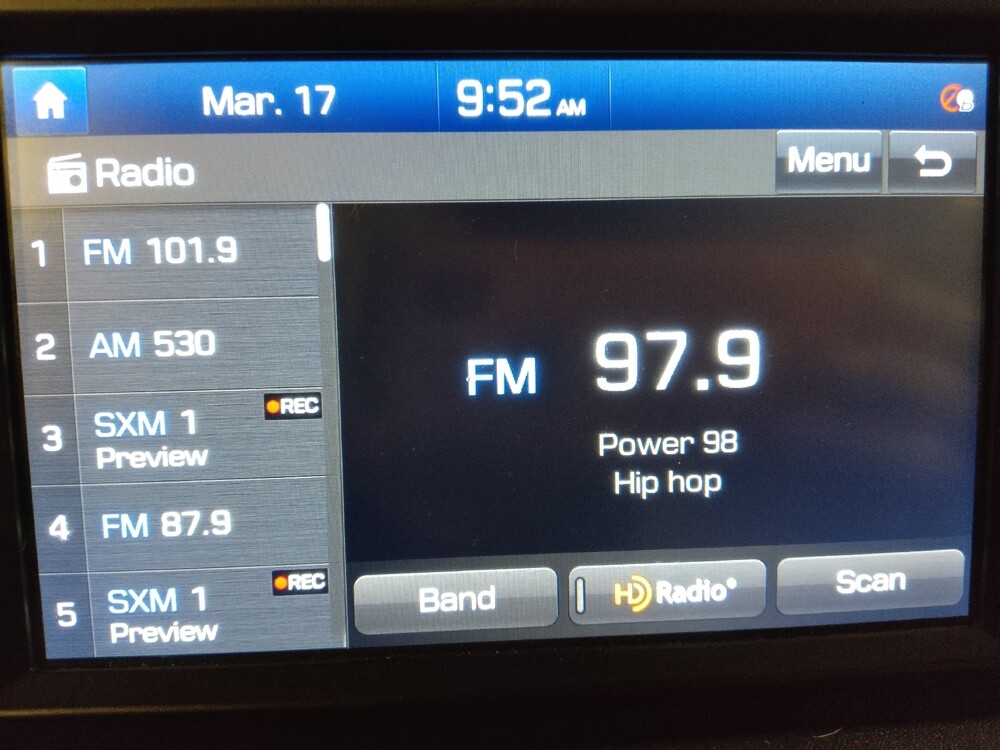 Mar. 17
9:52 AM
Radio
Menu
1 FM 101.9
2 AM 530
3 SXM 1 REC
Preview
4 FM 87.9
5 SXM 1 REC
Preview
FM 97.9
Power 98
Hip hop
Band
HD Radio®
Scan